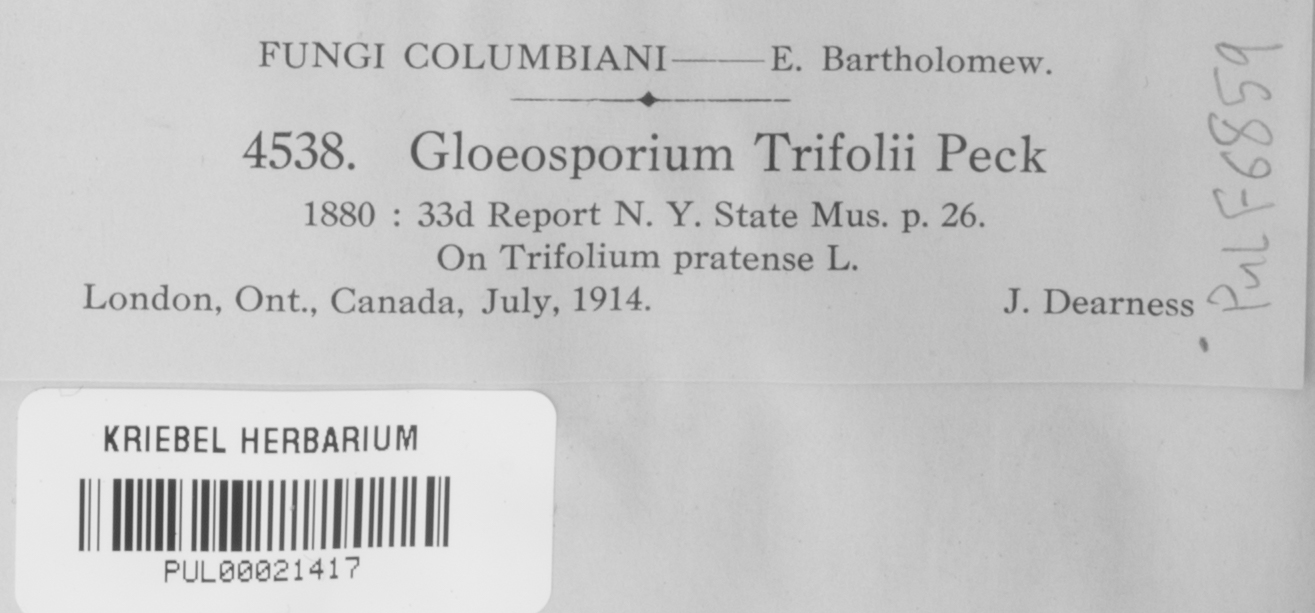 FUNGI COLUMBIANI——E. Bartholomew.
4538. Gloeosporium Trifolii Peck
1880 : 33d Report N. Y. State Mus. p. 26.
On Trifolium pratense L.
London, Ont., Canada, July, 1914. J. Dearness
PuL F6859
KRIEBEL HERBARIUM
PUL00021417